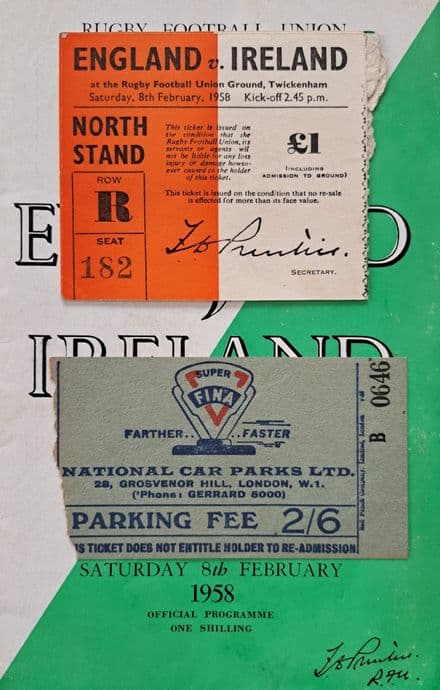 RUGBY FOOTBALL UNION
ENGLAND v. IRELAND
at the Rugby Football Union Ground, Twickenham
Saturday, 8th February, 1958 Kick-off 2.45 p.m.
NORTH
STAND
ROW
R
SEAT
182
This ticket is issued on
the condition that the
Rugby Football Union, its
servants or agents will
not be liable for any loss
injury or damage howso-
ever caused to the holder
of this ticket.
£1
(INCLUDING
ADMISSION TO GROUND)
This ticket is issued on the condition that no re-sale
is effected for more than its face value.
SECRETARY.
IRELAND
SUPER
FINA
FARTHER.. ..FASTER
NATIONAL CAR PARKS LTD.
28, GROSVENOR HILL, LONDON, W.1.
('Phone: GERRARD 5000)
PARKING FEE 2/6
IS TICKET DOES NOT ENTITLE HOLDER TO RE-ADMISSION
B 0646
SATURDAY 8th FEBRUARY
1958
OFFICIAL PROGRAMME
ONE SHILLING
R.F.U.